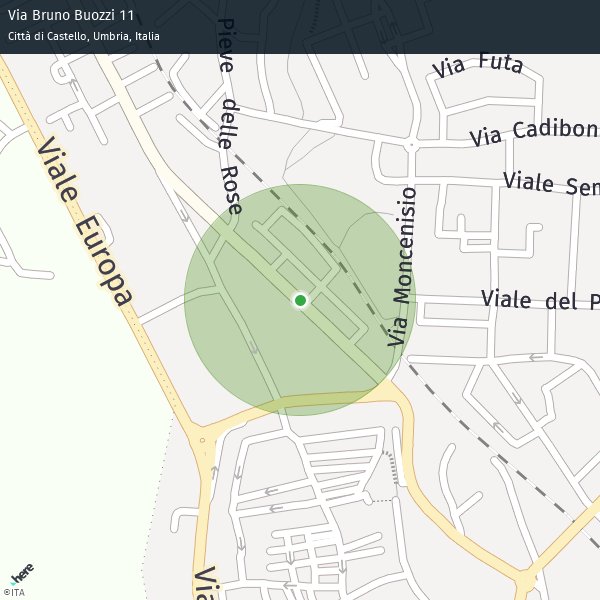 Via Bruno Buozzi 11
Città di Castello, Umbria, Italia
Pieve delle Rose
Via Futa
Via Cadibon
Viale Sem
Viale Europa
Via Moncenisio
Viale del P
Via
here
©ITA